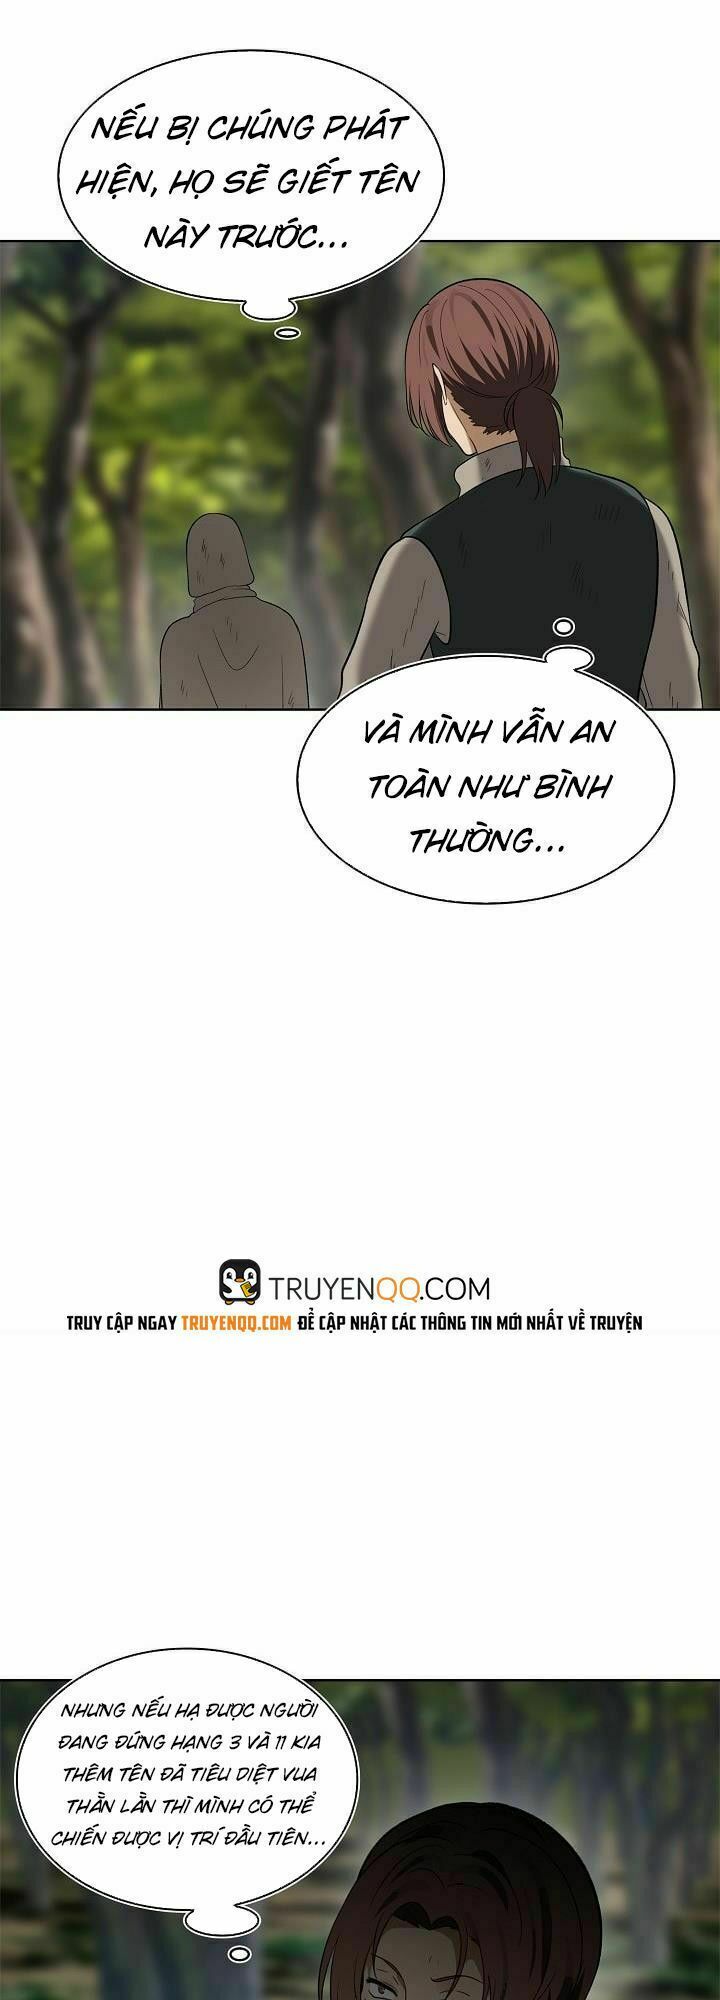 NẾU BỊ CHÚNG PHÁT
HIỆN, HỌ SẼ GIẾT TÊN
NÀY TRƯỚC...
VÀ MÌNH VẪN AN
TOÀN NHƯ BÌNH
THƯỜNG...
TRUYENQQ.COM
TRUY CẬP NGAY TRUYENQQ.COM ĐỂ CẬP NHẬT CÁC THÔNG TIN MỚI NHẤT VỀ TRUYỆN
NHƯNG NẾU HẠ ĐƯỢC NGƯỜI
ĐANG ĐỨNG HẠNG 3 VÀ 11 KIA
THÊM TÊN ĐÃ TIÊU DIỆT VUA
THẰN LẰN THÌ MÌNH CÓ THỂ
CHIẾN ĐƯỢC VỊ TRÍ ĐẦU TIÊN...